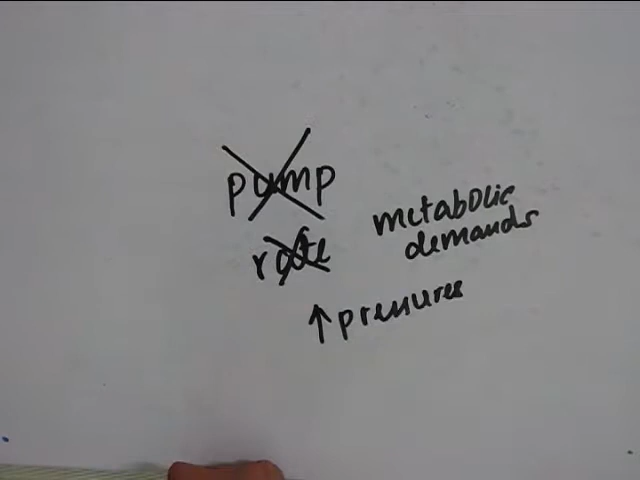 pump
rate
metabolic
demands
↑ pressures